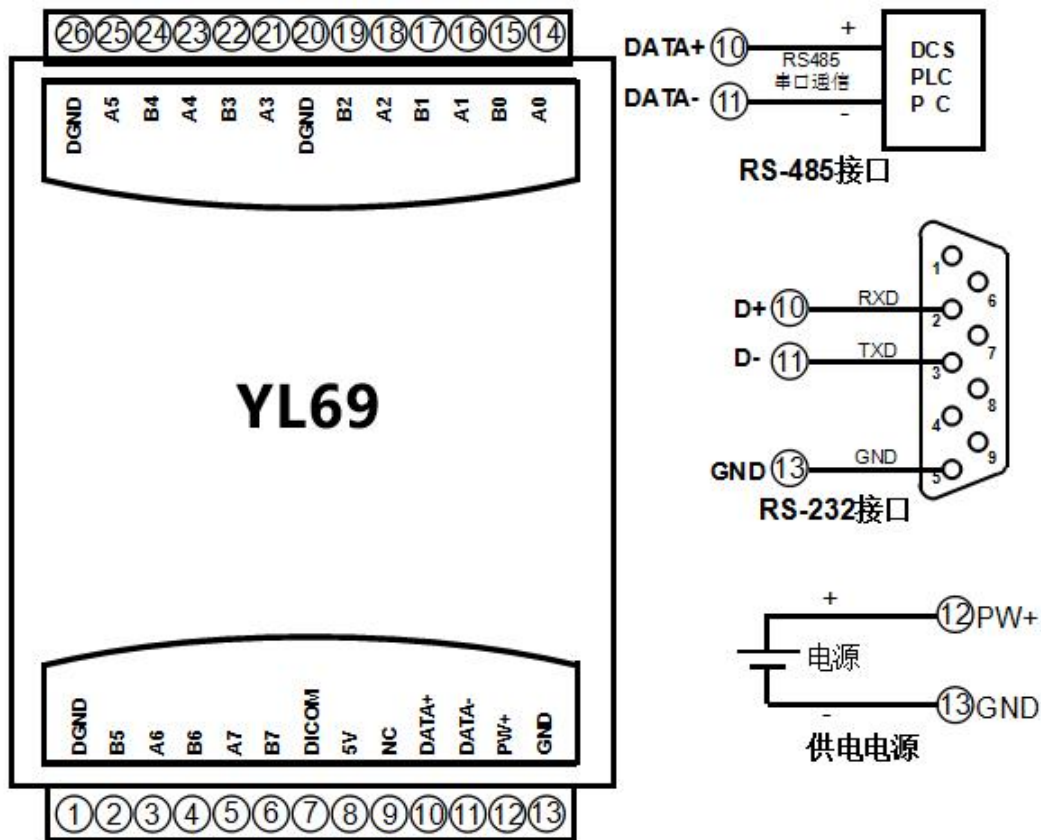 26 25 24 23 22 21 20 19 18 17 16 15 14
DGND A5 B4 A4 B3 A3 DGND B2 A2 B1 A1 B0 A0
YL69
DGND B5 A6 B6 A7 B7 DICOM 5V NC DATA+ DATA- PW+ GND
1 2 3 4 5 6 7 8 9 10 11 12 13
DATA+ 10 +
RS485
串口通信
DATA- 11 -
DCS
PLC
P C
RS-485接口
D+ 10 RXD
D- 11 TXD
GND 13 GND
1
6
2
7
3
8
4
9
5
RS-232接口
+ 12 PW+
电源
- 13 GND
供电电源